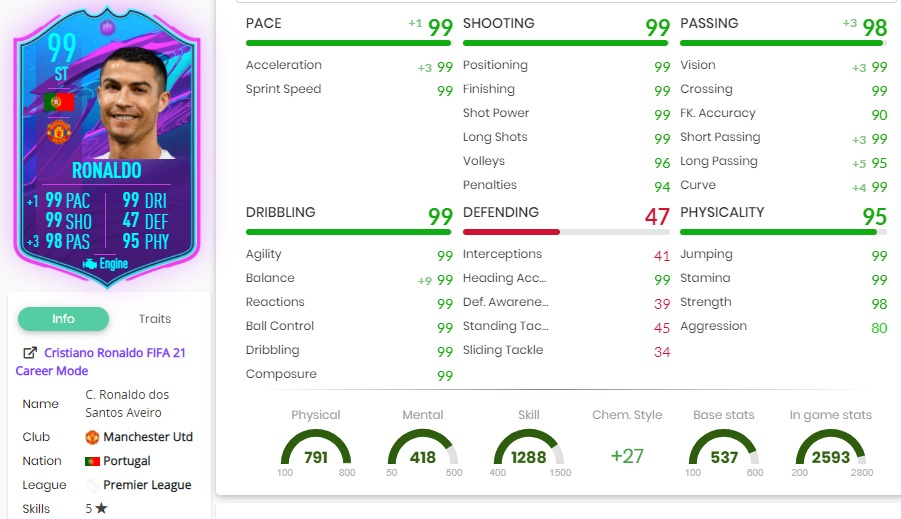 99
ST
RONALDO
+1 99 PAC 99 DRI
99 SHO 47 DEF
+3 98 PAS 95 PHY
Engine
Info Traits
Cristiano Ronaldo FIFA 21
Career Mode
Name C. Ronaldo dos
Santos Aveiro
Club Manchester Utd
Nation Portugal
League Premier League
Skills 5 ★
PACE +1 99
Acceleration +3 99
Sprint Speed 99
SHOOTING 99
Positioning 99
Finishing 99
Shot Power 99
Long Shots 99
Volleys 96
Penalties 94
PASSING +3 98
Vision +3 99
Crossing 99
FK. Accuracy 90
Short Passing +3 99
Long Passing +5 95
Curve +4 99
DRIBBLING 99
Agility 99
Balance +9 99
Reactions 99
Ball Control 99
Dribbling 99
Composure 99
DEFENDING 47
Interceptions 41
Heading Acc... 99
Def. Awarene... 39
Standing Tac... 45
Sliding Tackle 34
PHYSICALITY 95
Jumping 99
Stamina 99
Strength 98
Aggression 80
Physical
791
100 800
Mental
418
50 500
Skill
1288
400 1500
Chem. Style
+27
Base stats
537
100 600
In game stats
2593
200 2800